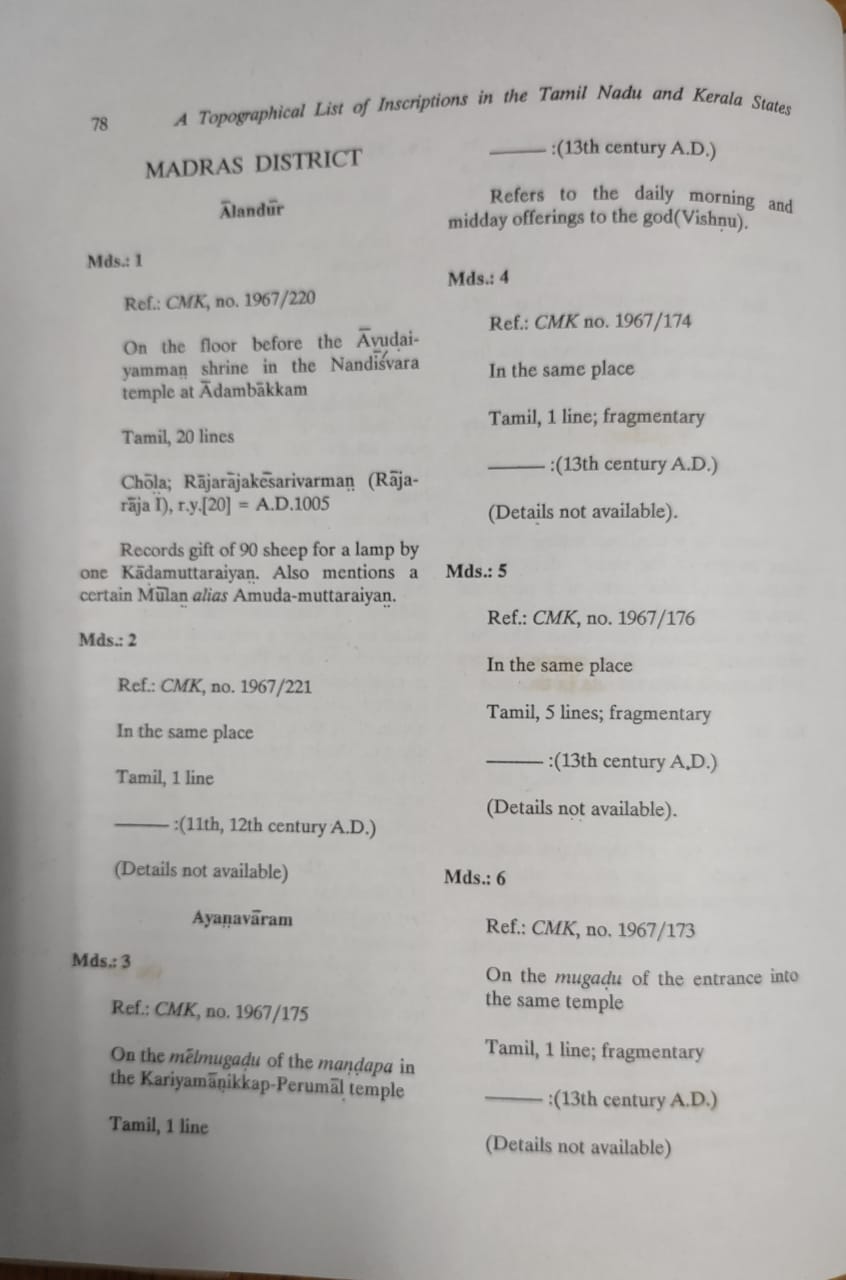 78
A Topographical List of Inscriptions in the Tamil Nadu and Kerala States
MADRAS DISTRICT
Ālandūr
Mds.: 1
Ref.: CMK, no. 1967/220
On the floor before the Āyuḍai-
yammaṉ shrine in the Nandīśvara
temple at Ādambākkam
Tamil, 20 lines
Chōḷa; Rājarājakēsarivarmaṉ (Rāja-
rāja I), r.y.[20] = A.D.1005
Records gift of 90 sheep for a lamp by
one Kāḍamuttaraiyaṉ. Also mentions a
certain Mūlaṉ alias Amuda-muttaraiyaṉ.
Mds.: 2
Ref.: CMK, no. 1967/221
In the same place
Tamil, 1 line
——— :(11th, 12th century A.D.)
(Details not available)
Ayaṇavāram
Mds.: 3
Ref.: CMK, no. 1967/175
On the mēlmugaḍu of the maṇḍapa in
the Kariyamāṇikkap-Perumāḷ temple
Tamil, 1 line
——— :(13th century A.D.)
Refers to the daily morning and
midday offerings to the god(Vishṇu).
Mds.: 4
Ref.: CMK no. 1967/174
In the same place
Tamil, 1 line; fragmentary
——— :(13th century A.D.)
(Details not available).
Mds.: 5
Ref.: CMK, no. 1967/176
In the same place
Tamil, 5 lines; fragmentary
——— :(13th century A.D.)
(Details not available).
Mds.: 6
Ref.: CMK, no. 1967/173
On the mugaḍu of the entrance into
the same temple
Tamil, 1 line; fragmentary
——— :(13th century A.D.)
(Details not available)